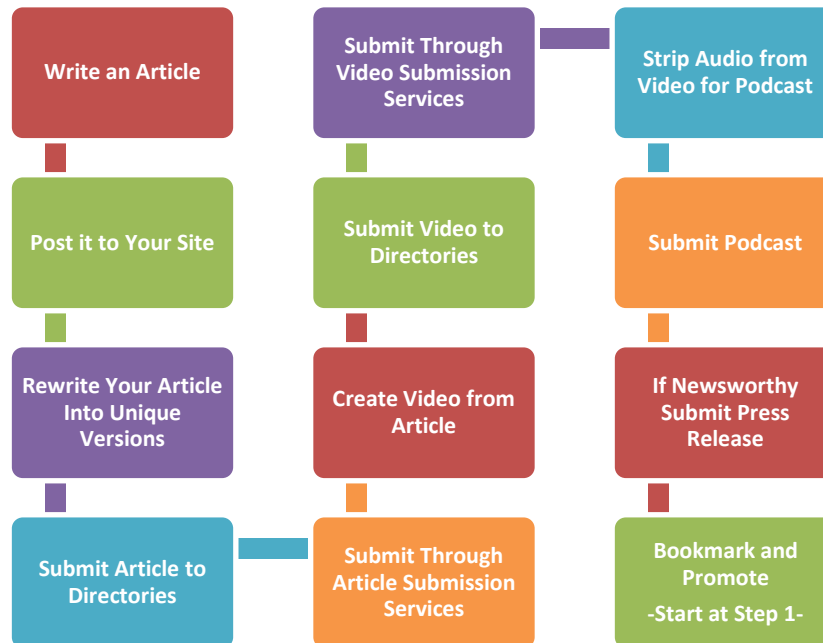 Write an Article
Post it to Your Site
Rewrite Your Article
Into Unique
Versions
Submit Article to
Directories
Submit Through
Article Submission
Services
Create Video from
Article
Submit Video to
Directories
Submit Through
Video Submission
Services
Strip Audio from
Video for Podcast
Submit Podcast
If Newsworthy
Submit Press
Release
Bookmark and
Promote
-Start at Step 1-